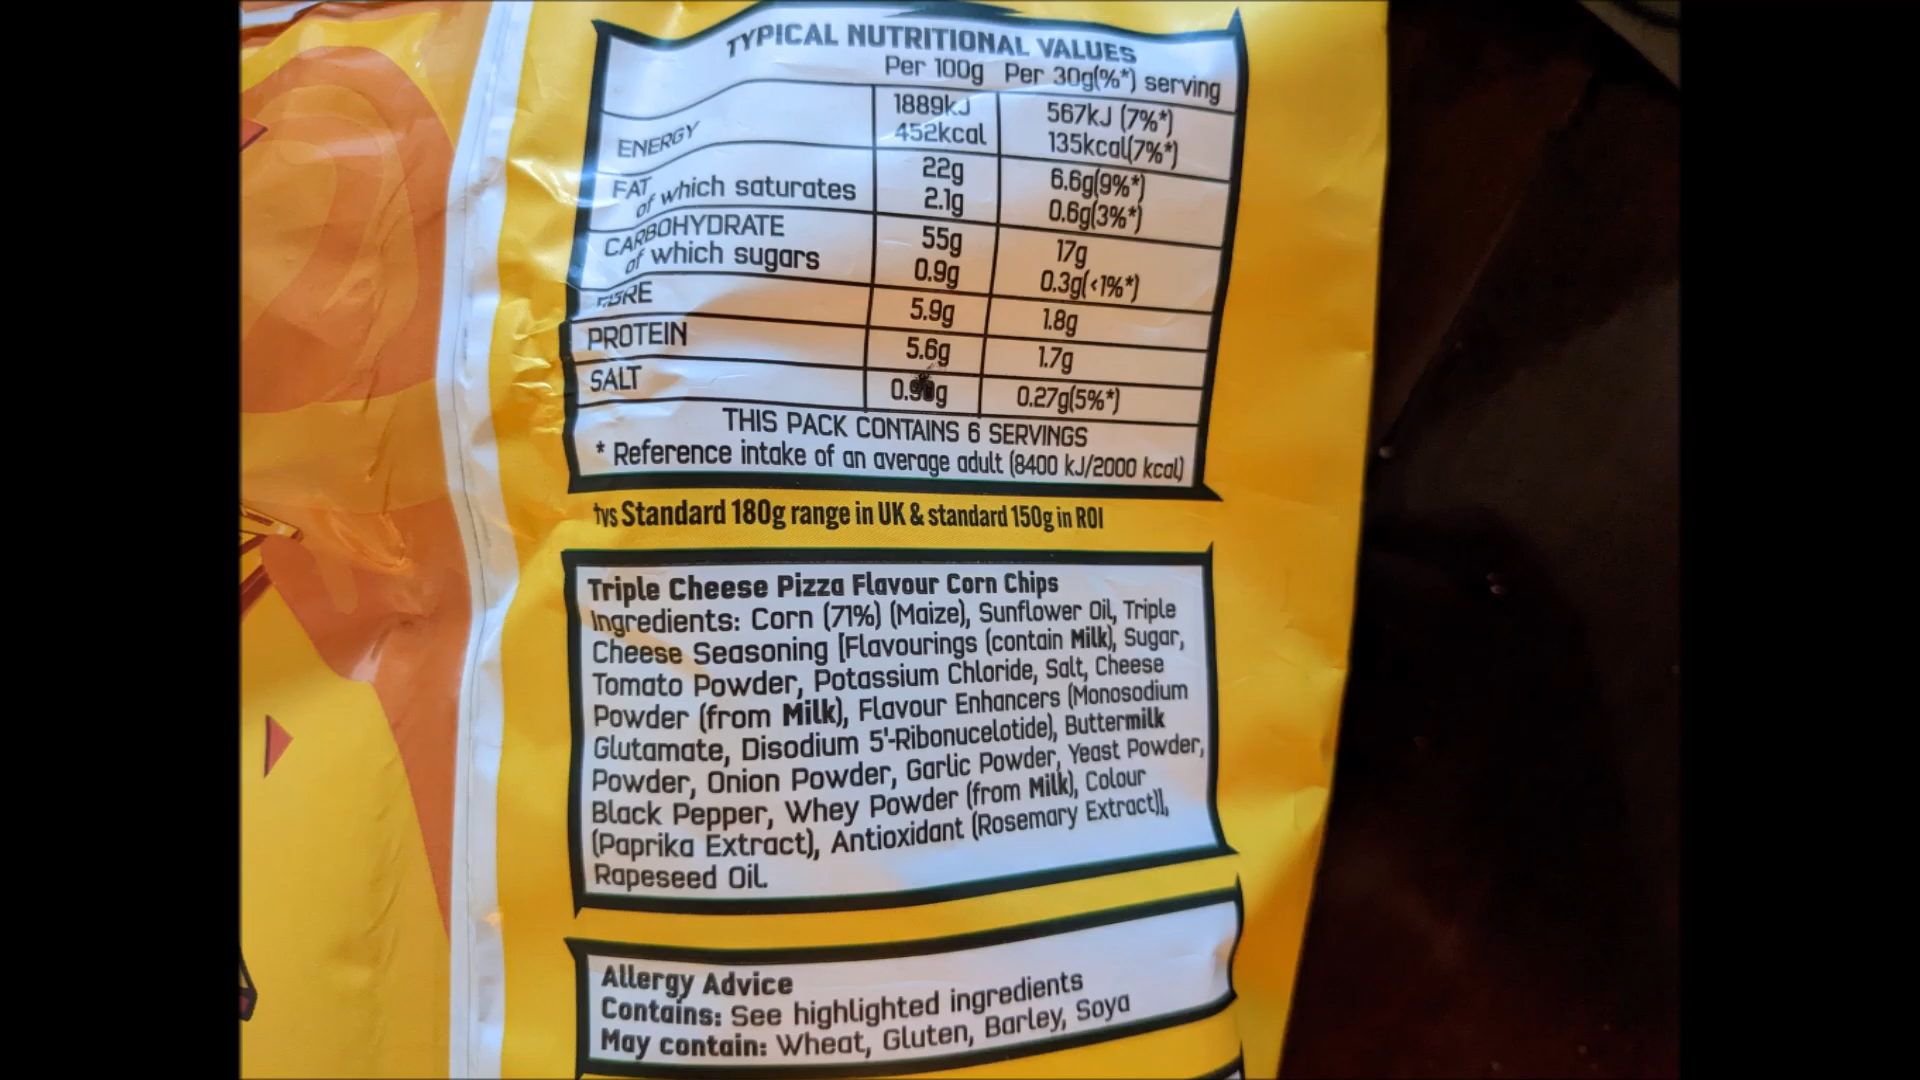 TYPICAL NUTRITIONAL VALUES
Per 100g Per 30g(%*) serving
ENERGY 1889kJ 567kJ (7%*)
452kcal 135kcal(7%*)
FAT 22g 6.6g(9%*)
of which saturates 2.1g 0.6g(3%*)
CARBOHYDRATE 55g 17g
of which sugars 0.9g 0.3g(<1%*)
FIBRE 5.9g 1.8g
PROTEIN 5.6g 1.7g
SALT 0.27g(5%*)
THIS PACK CONTAINS 6 SERVINGS
* Reference intake of an average adult (8400 kJ/2000 kcal)
†vs Standard 180g range in UK & standard 150g in ROI
Triple Cheese Pizza Flavour Corn Chips
Ingredients: Corn (71%) (Maize), Sunflower Oil, Triple
Cheese Seasoning [Flavourings (contain Milk), Sugar,
Tomato Powder, Potassium Chloride, Salt, Cheese
Powder (from Milk), Flavour Enhancers (Monosodium
Glutamate, Disodium 5'-Ribonucelotide), Buttermilk
Powder, Onion Powder, Garlic Powder, Yeast Powder,
Black Pepper, Whey Powder (from Milk), Colour
(Paprika Extract), Antioxidant (Rosemary Extract)],
Rapeseed Oil.
Allergy Advice
Contains: See highlighted ingredients
May contain: Wheat, Gluten, Barley, Soya